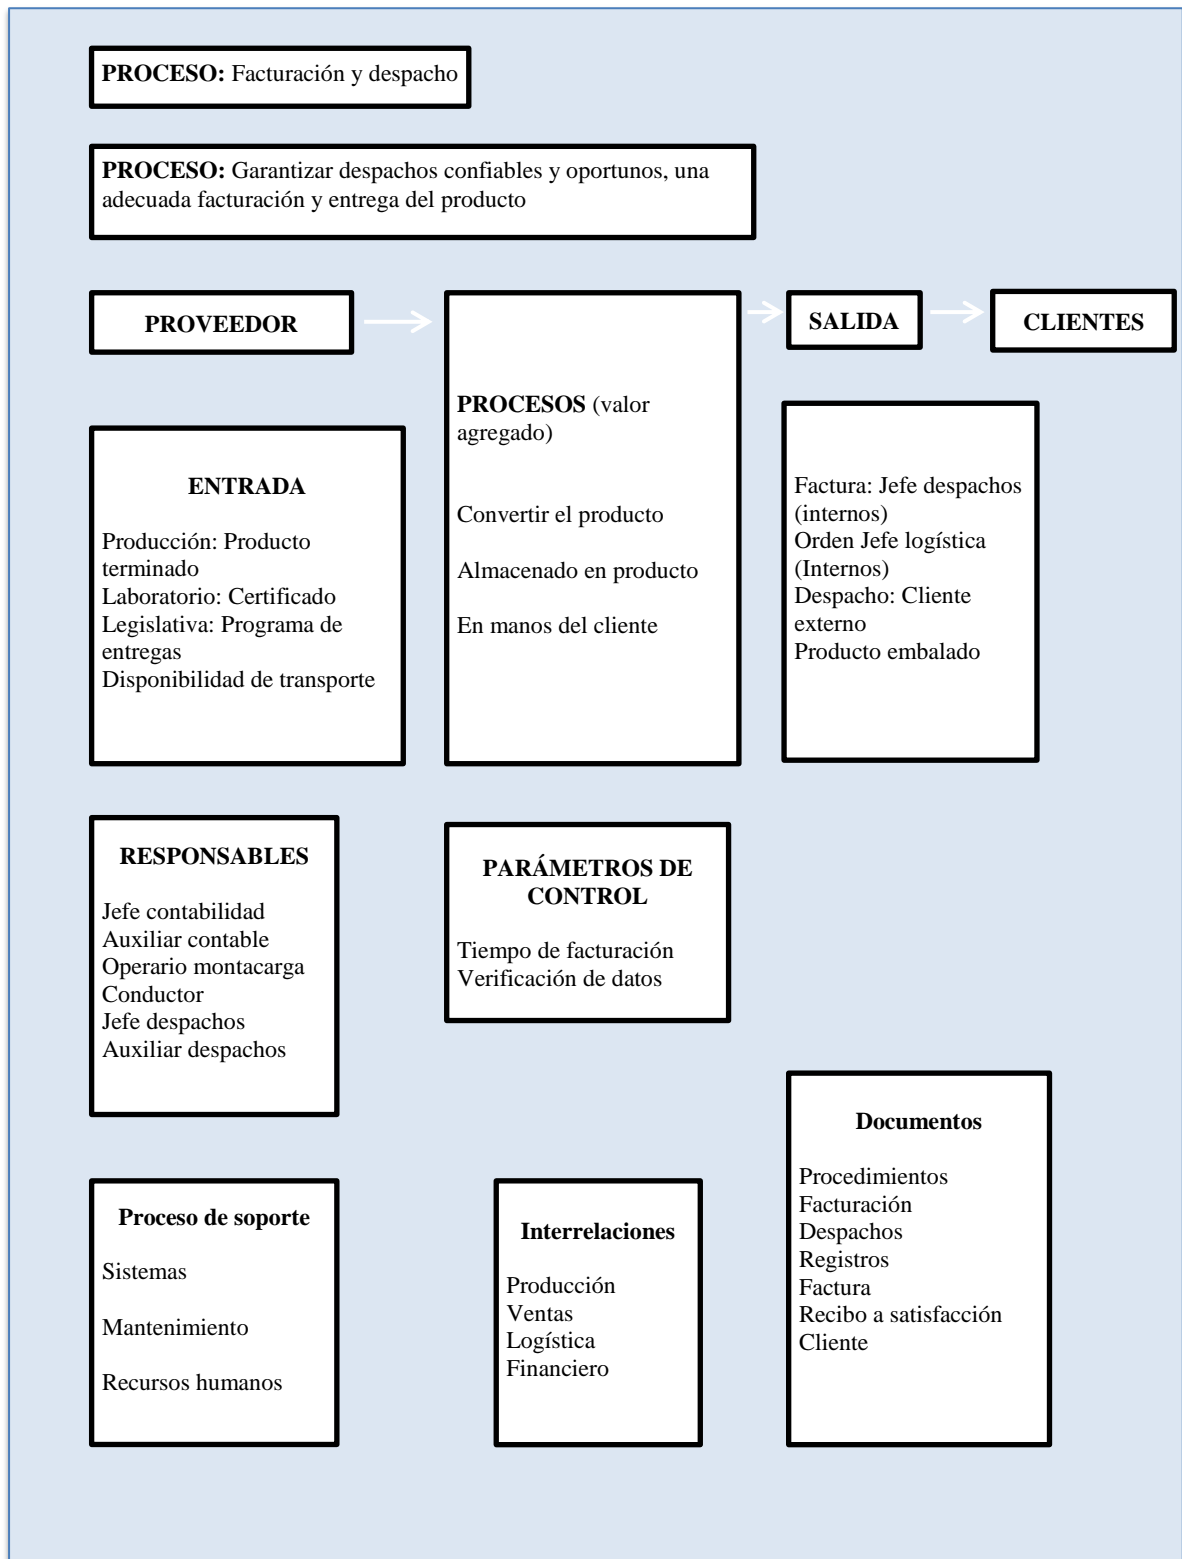 PROCESO: Facturación y despacho
PROCESO: Garantizar despachos confiables y oportunos, una
adecuada facturación y entrega del producto
PROVEEDOR
SALIDA
CLIENTES
ENTRADA
Producción: Producto
terminado
Laboratorio: Certificado
Legislativa: Programa de
entregas
Disponibilidad de transporte
PROCESOS (valor
agregado)
Convertir el producto
Almacenado en producto
En manos del cliente
Factura: Jefe despachos
(internos)
Orden Jefe logística
(Internos)
Despacho: Cliente
externo
Producto embalado
RESPONSABLES
Jefe contabilidad
Auxiliar contable
Operario montacarga
Conductor
Jefe despachos
Auxiliar despachos
PARÁMETROS DE
CONTROL
Tiempo de facturación
Verificación de datos
Proceso de soporte
Sistemas
Mantenimiento
Recursos humanos
Interrelaciones
Producción
Ventas
Logística
Financiero
Documentos
Procedimientos
Facturación
Despachos
Registros
Factura
Recibo a satisfacción
Cliente